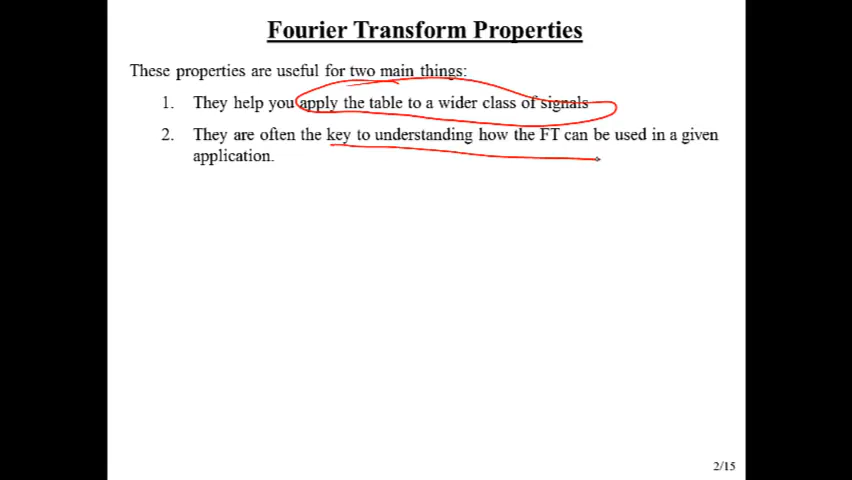 Fourier Transform Properties
These properties are useful for two main things:
1. They help you apply the table to a wider class of signals
2. They are often the key to understanding how the FT can be used in a given
application.
2/15